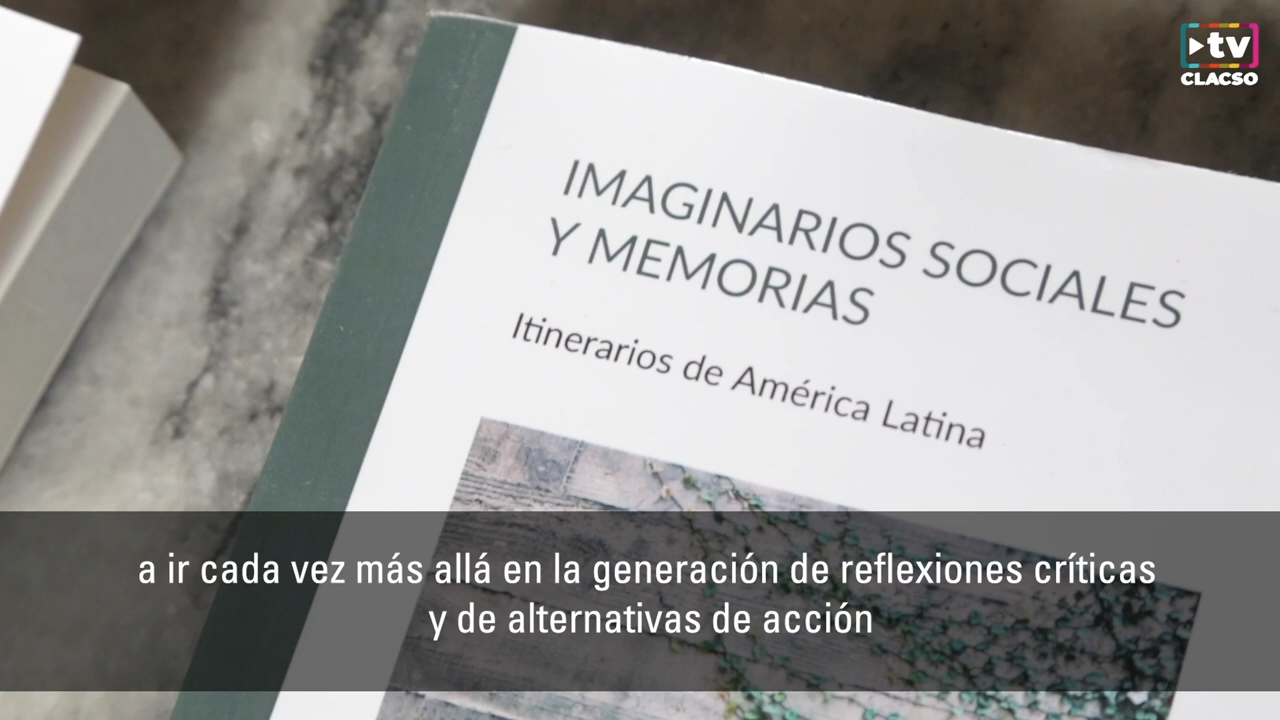 tv
CLACSO
IMAGINARIOS SOCIALES
Y MEMORIAS
Itinerarios de América Latina
a ir cada vez más allá en la generación de reflexiones críticas
y de alternativas de acción